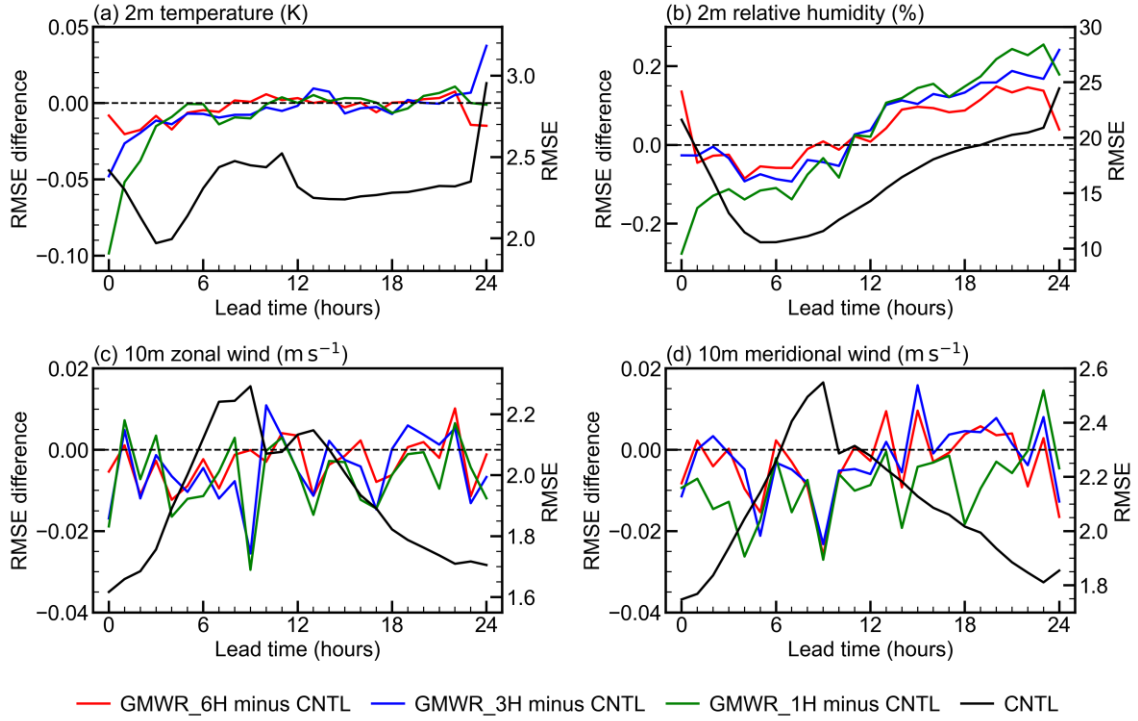 (a) 2m temperature (K)
0.05
0.00
−0.05
−0.10
RMSE difference
3.0
2.5
2.0
RMSE
0 6 12 18 24
Lead time (hours)
(b) 2m relative humidity (%)
0.2
0.0
−0.2
RMSE difference
30
25
20
15
10
RMSE
0 6 12 18 24
Lead time (hours)
(c) 10m zonal wind (m s⁻¹)
0.02
0.00
−0.02
−0.04
RMSE difference
2.2
2.0
1.8
1.6
RMSE
0 6 12 18 24
Lead time (hours)
(d) 10m meridional wind (m s⁻¹)
0.02
0.00
−0.02
−0.04
RMSE difference
2.6
2.4
2.2
2.0
1.8
RMSE
0 6 12 18 24
Lead time (hours)
GMWR_6H minus CNTL GMWR_3H minus CNTL GMWR_1H minus CNTL CNTL